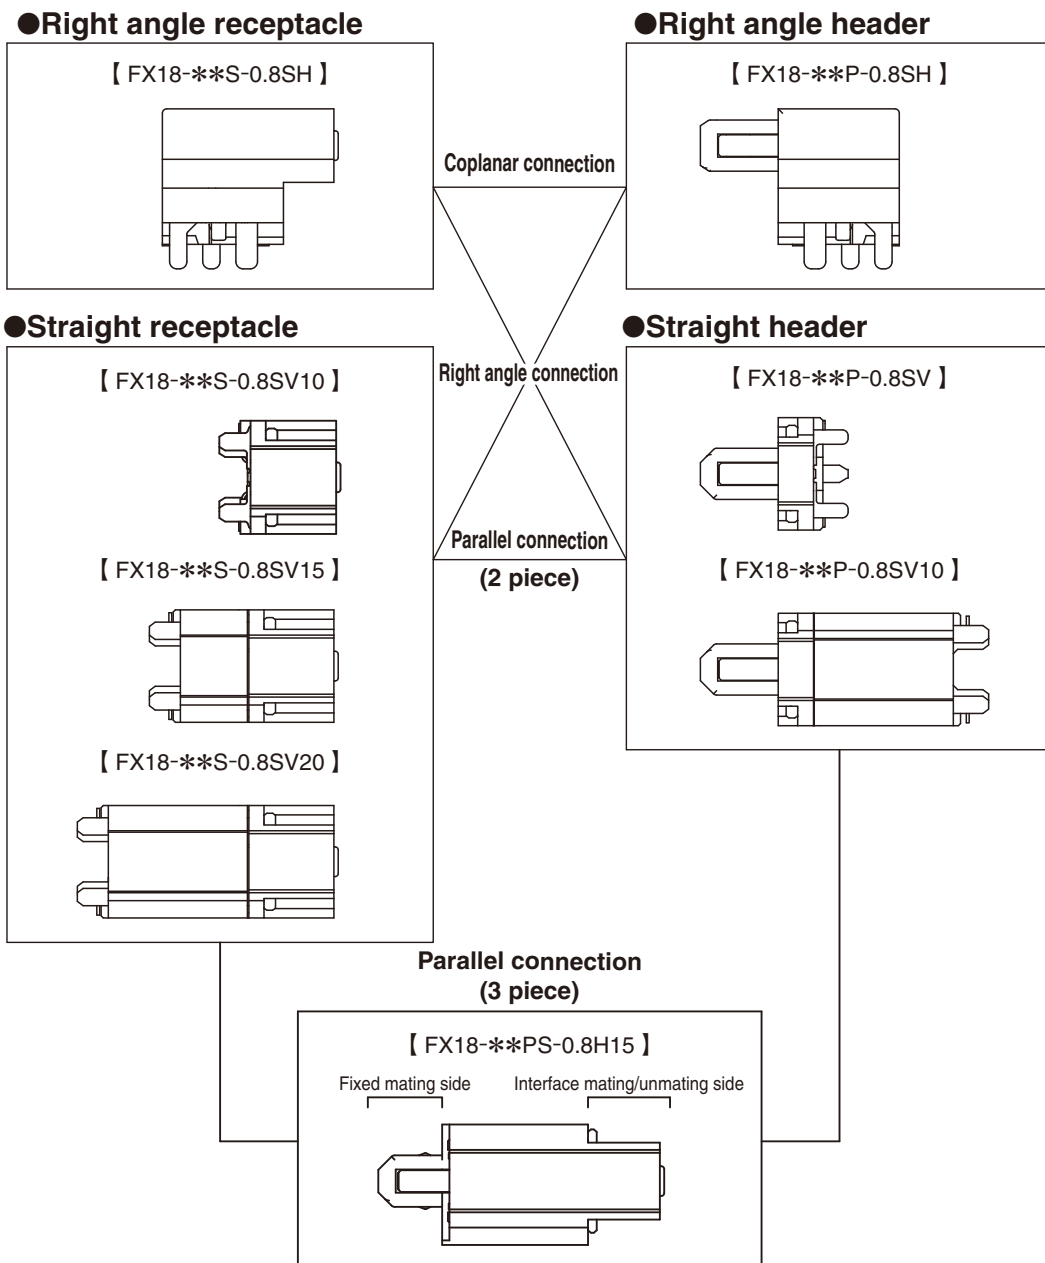 ●Right angle receptacle
●Right angle header
【 FX18-**S-0.8SH 】
【 FX18-**P-0.8SH 】
Coplanar connection
●Straight receptacle
●Straight header
【 FX18-**S-0.8SV10 】
Right angle connection
【 FX18-**P-0.8SV 】
Parallel connection
(2 piece)
【 FX18-**S-0.8SV15 】
【 FX18-**P-0.8SV10 】
【 FX18-**S-0.8SV20 】
Parallel connection
(3 piece)
【 FX18-**PS-0.8H15 】
Fixed mating side
Interface mating/unmating side